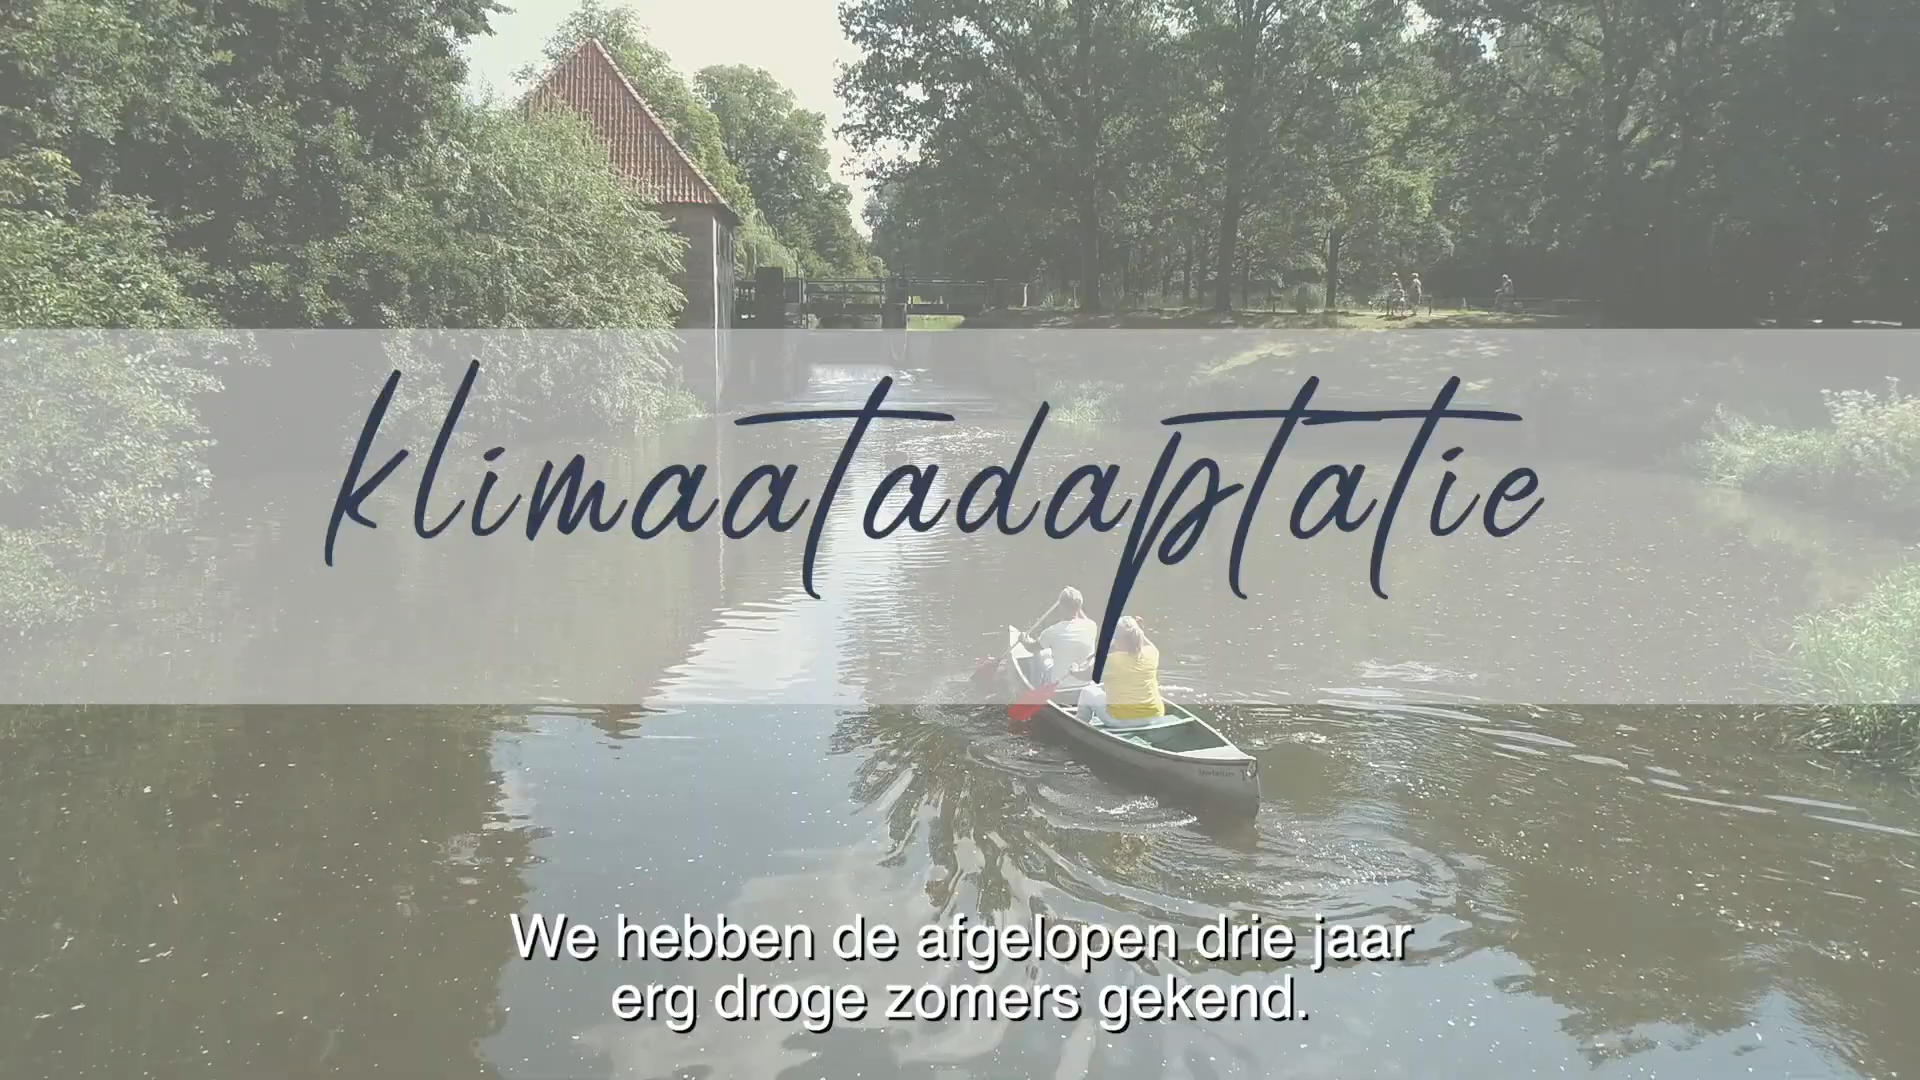 klimaatadaptatie
We hebben de afgelopen drie jaar
erg droge zomers gekend.